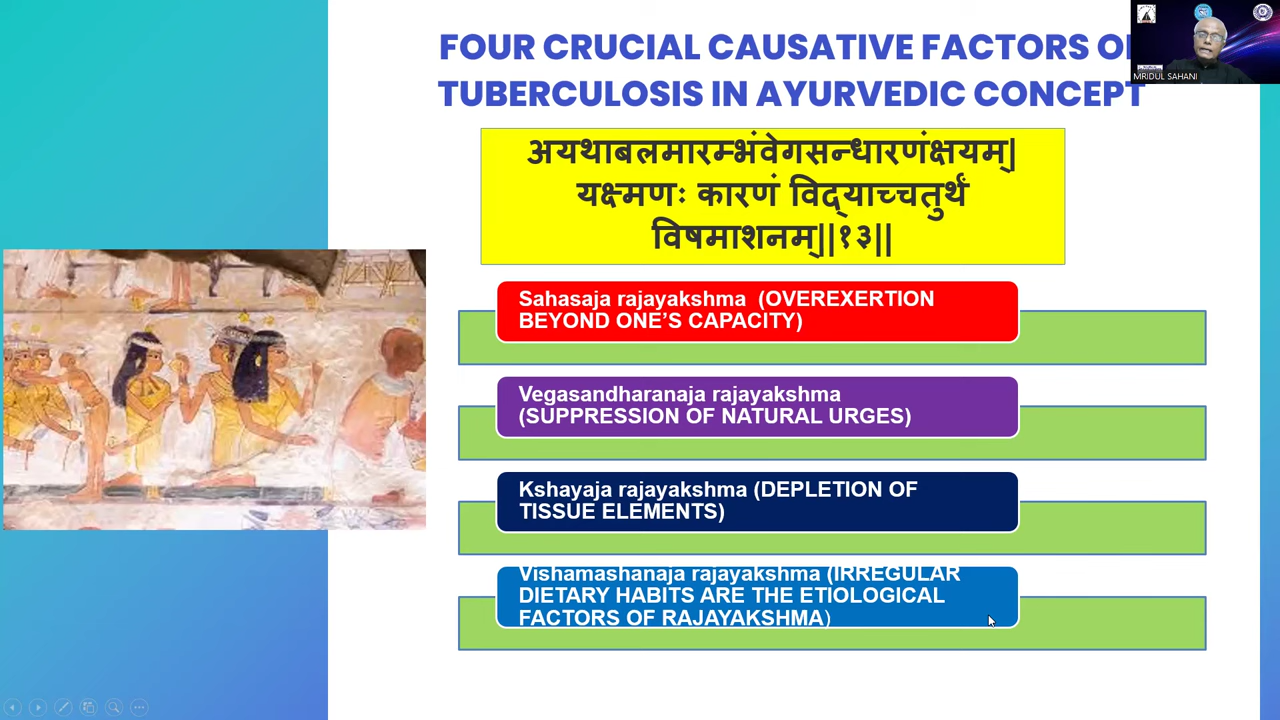 FOUR CRUCIAL CAUSATIVE FACTORS
TUBERCULOSIS IN AYURVEDIC CONCEPT
MRIDUL SAHANI
अयथाबलमारम्भंवेगसन्धारणंक्षयम्|
यक्ष्मणः कारणं विद्याच्चतुर्थं
विषमाशनम्||१३||
Sahasaja rajayakshma (OVEREXERTION
BEYOND ONE'S CAPACITY)
Vegasandharanaja rajayakshma
(SUPPRESSION OF NATURAL URGES)
Kshayaja rajayakshma (DEPLETION OF
TISSUE ELEMENTS)
Vishamashanaja rajayakshma (IRREGULAR
DIETARY HABITS ARE THE ETIOLOGICAL
FACTORS OF RAJAYAKSHMA)